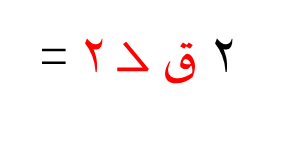 ٢ ق ∠ ٢ =